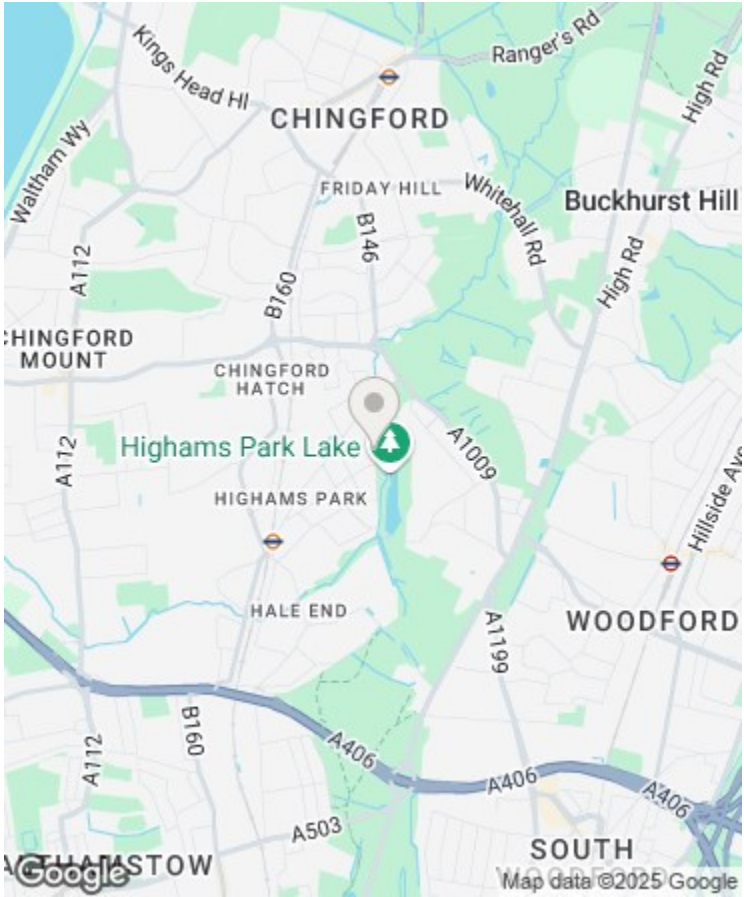 Ranger's Rd
Kings Head Hl
High Rd
CHINGFORD
Waltham Wy
FRIDAY HILL
Whitehall Rd
Buckhurst Hill
B146
A112
High Rd
B160
CHINGFORD
MOUNT
CHINGFORD
HATCH
Highams Park Lake
A1009
A112
Hillside Ave
HIGHAMS PARK
HALE END
WOODFORD
A1199
B160
A112
A406
A406
A406
A503
SOUTH
WOODFORD
Google
Map data ©2025 Google